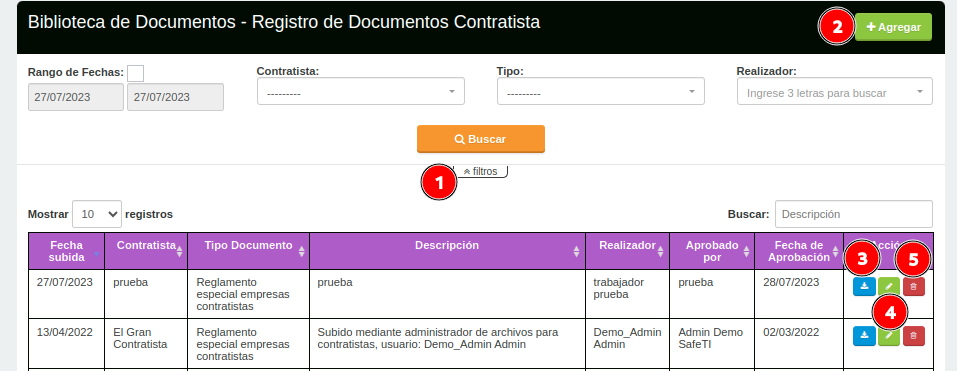 Biblioteca de Documentos - Registro de Documentos Contratista
2
Agregar
Rango de Fechas:
Contratista:
Tipo:
Realizador:
27/07/2023
27/07/2023
---------
---------
Ingrese 3 letras para buscar
Buscar
1
filtros
Mostrar 10 registros
Buscar: Descripción
Fecha subida
Contratista
Tipo Documento
Descripción
Realizador
Aprobado por
Fecha de Aprobación
3
5
27/07/2023
prueba
Reglamento especial empresas contratistas
prueba
trabajador prueba
prueba
28/07/2023
4
13/04/2022
El Gran Contratista
Reglamento especial empresas contratistas
Subido mediante administrador de archivos para contratistas, usuario: Demo_Admin Admin
Demo_Admin Admin
Admin Demo SafeTI
02/03/2022